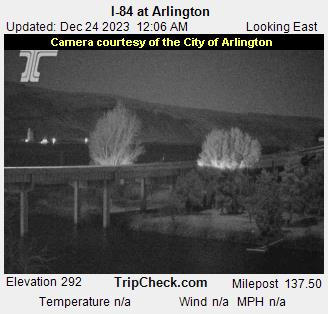 I-84 at Arlington
Updated: Dec 24 2023 12:06 AM Looking East
Camera courtesy of the City of Arlington
Elevation 292 TripCheck.com Milepost 137.50
Temperature n/a Wind n/a MPH n/a